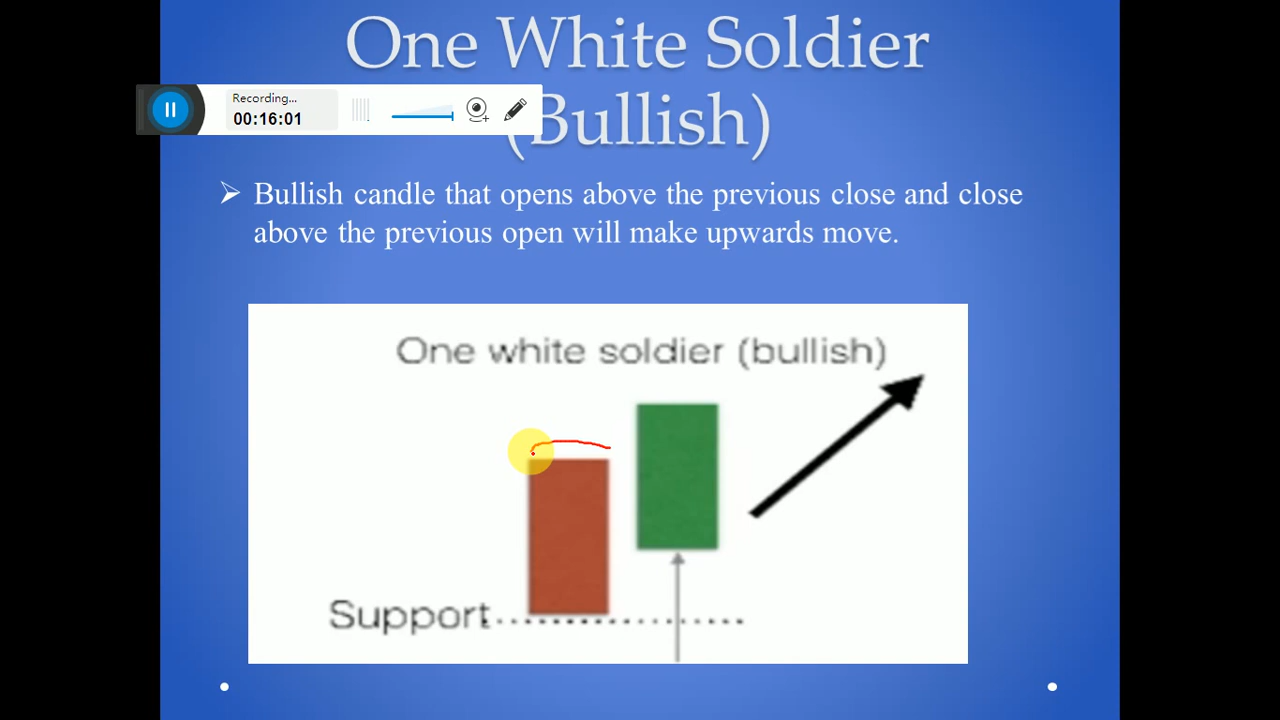 One White Soldier
Recording...
00:16:01
(Bullish)
Bullish candle that opens above the previous close and close
above the previous open will make upwards move.
One white soldier (bullish)
Support